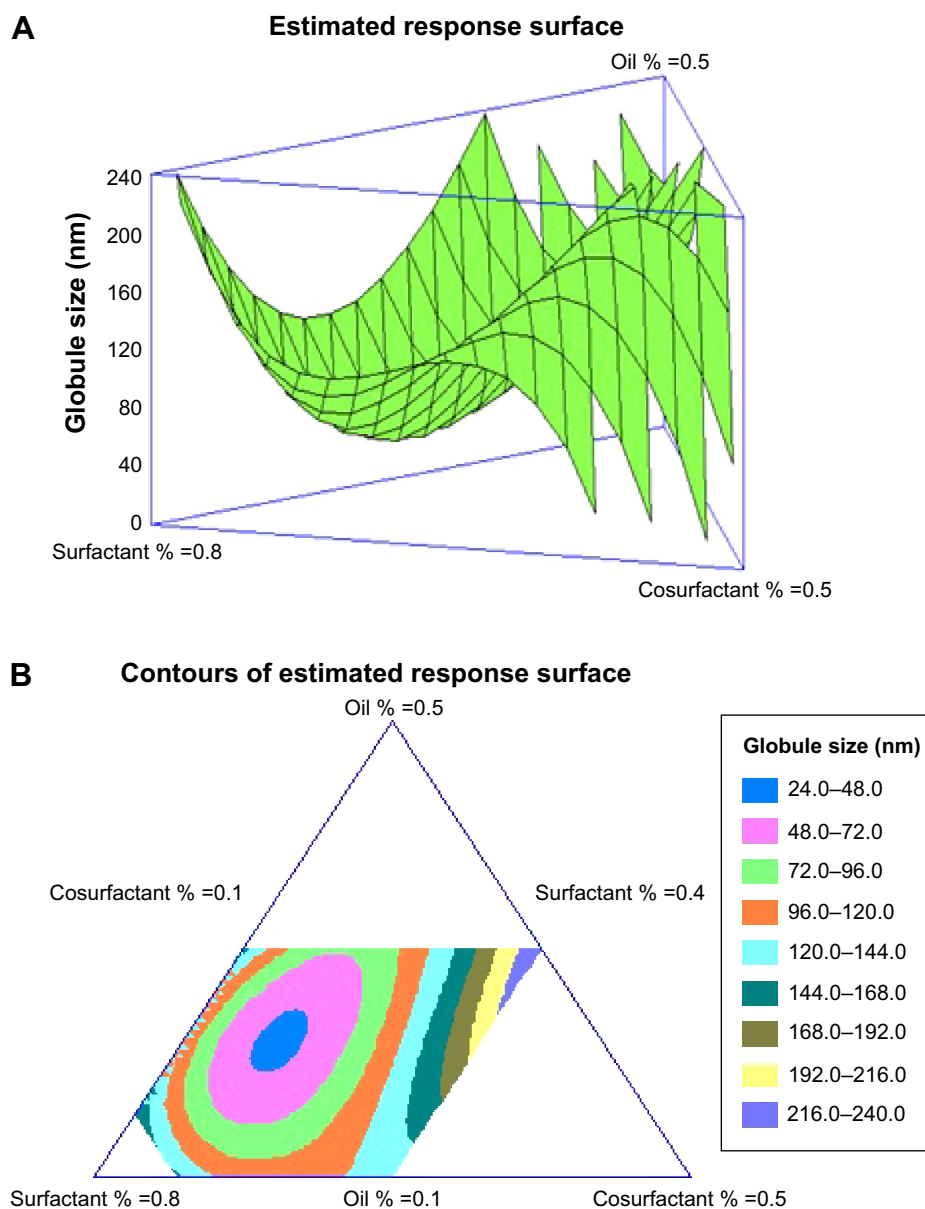 A
Estimated response surface
Oil % =0.5
Globule size (nm)
240
200
160
120
80
40
0
Surfactant % =0.8
Cosurfactant % =0.5
B
Contours of estimated response surface
Oil % =0.5
Cosurfactant % =0.1
Surfactant % =0.4
Surfactant % =0.8
Oil % =0.1
Cosurfactant % =0.5
Globule size (nm)
24.0–48.0
48.0–72.0
72.0–96.0
96.0–120.0
120.0–144.0
144.0–168.0
168.0–192.0
192.0–216.0
216.0–240.0